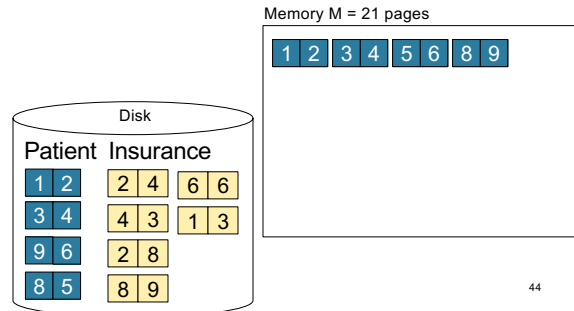 Memory M = 21 pages
1 2 3 4 5 6 8 9
Disk
Patient Insurance
1 2 2 4 6 6
3 4 4 3 1 3
9 6 2 8
8 5 8 9
44